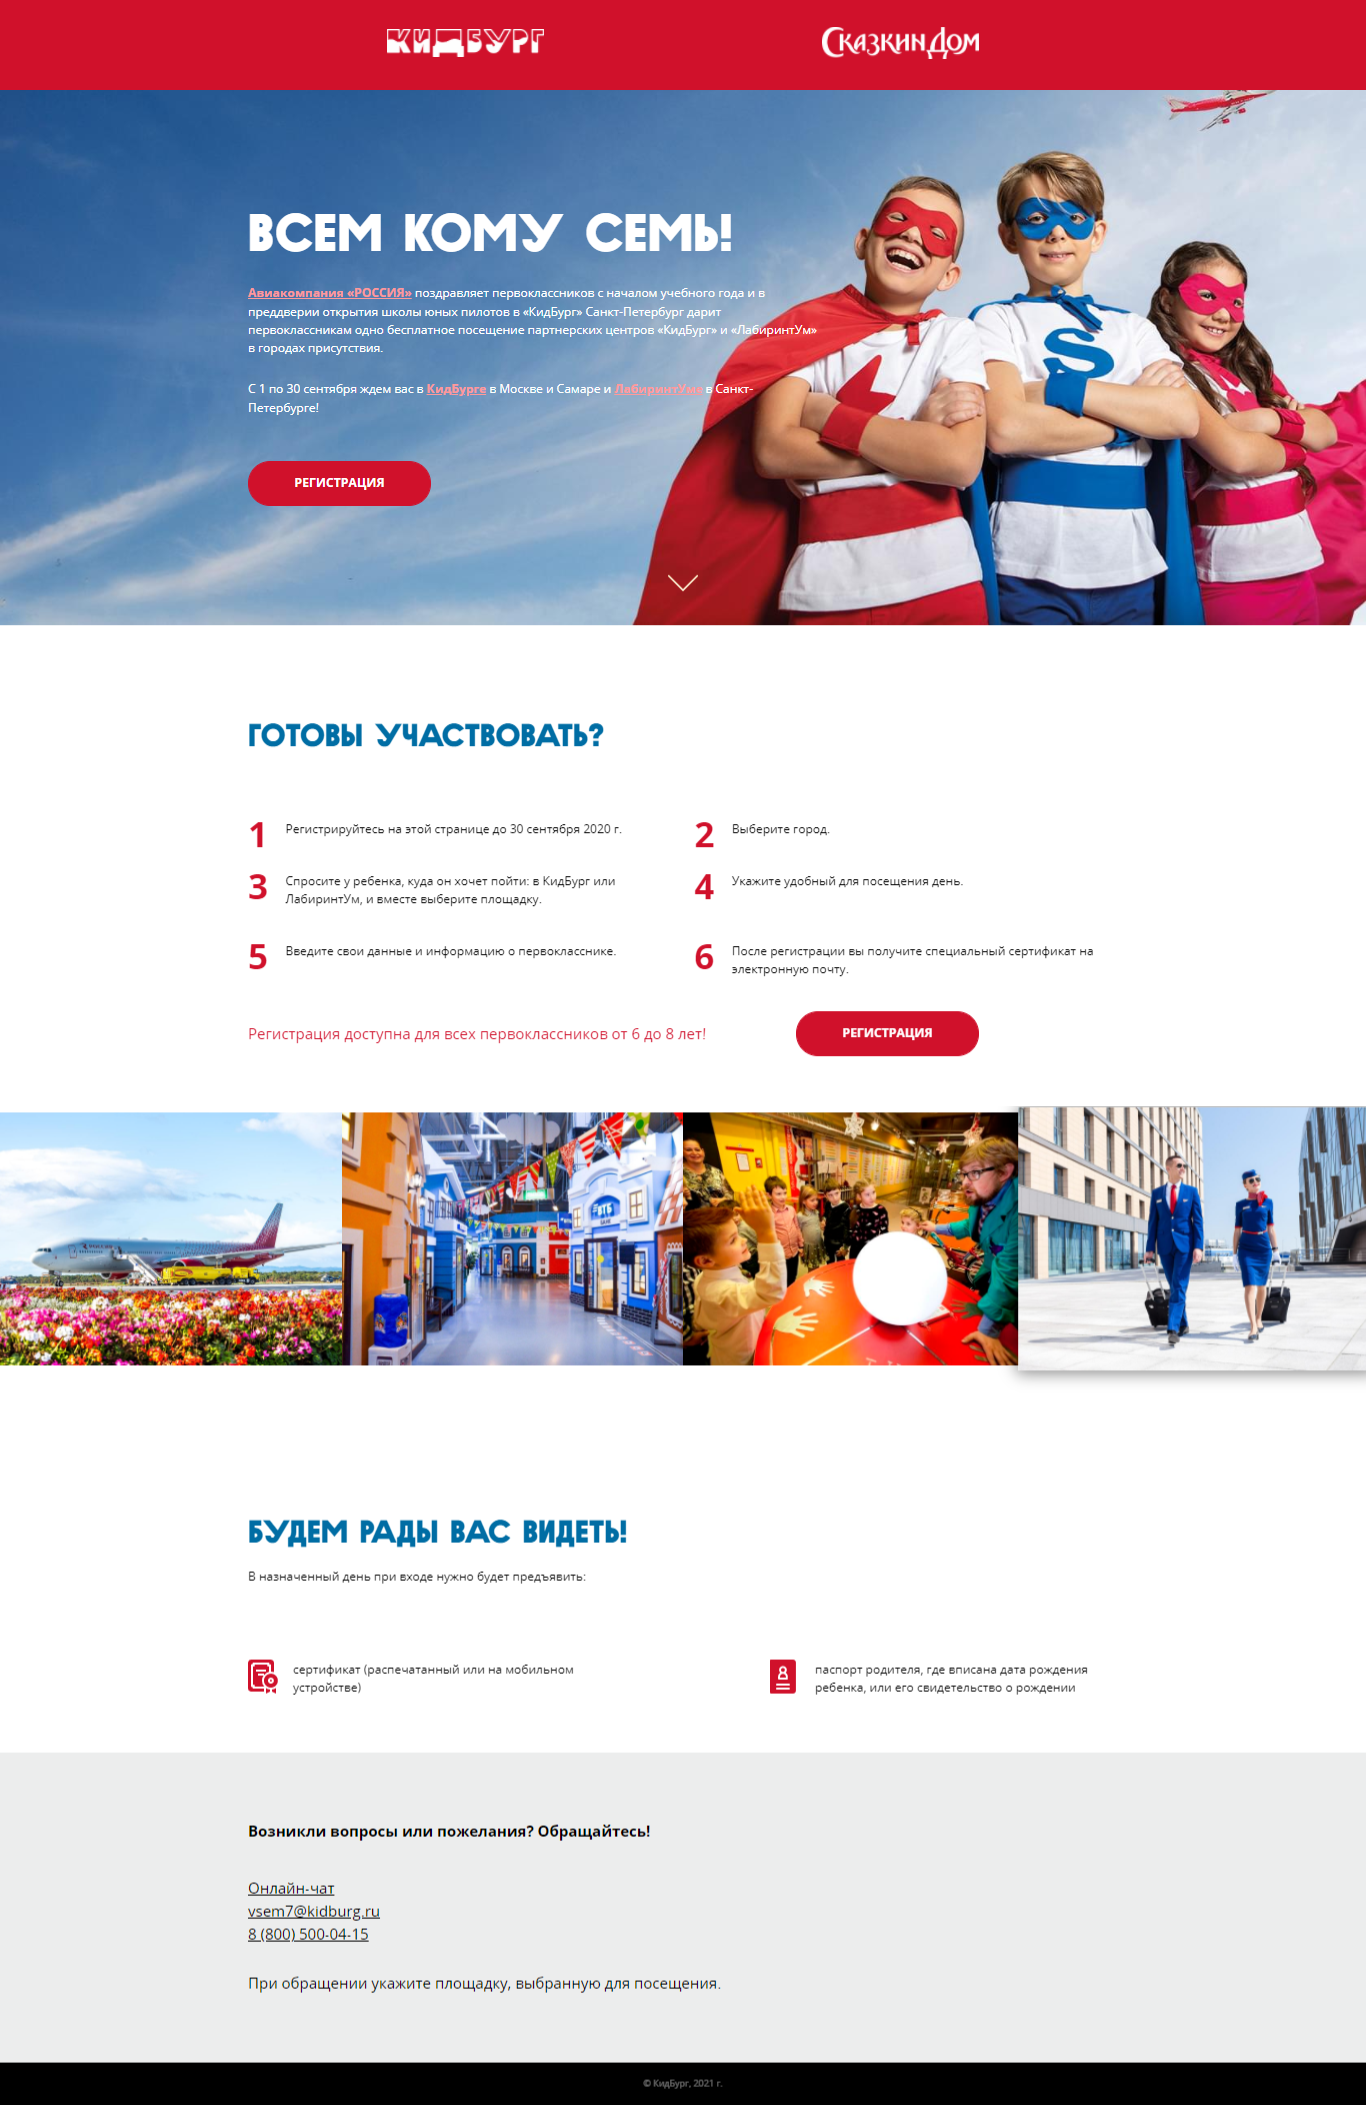 КИДБУРГ
СКАЗКИН ДОМ
ВСЕМ КОМУ СЕМЬ!
Авиакомпания «РОССИЯ» поздравляет первоклассников с началом учебного года и в
преддверии открытия школы юных пилотов в «КидБург» Санкт-Петербург дарит
первоклассникам одно бесплатное посещение партнерских центров «КидБург» и «ЛабиринтУм»
в городах присутствия.
С 1 по 30 сентября ждем вас в КидБурге в Москве и Самаре и ЛабиринтУме в Санкт-
Петербурге!
РЕГИСТРАЦИЯ
S
ГОТОВЫ УЧАСТВОВАТЬ?
1 Регистрируйтесь на этой странице до 30 сентября 2020 г.
2 Выберите город.
3 Спросите у ребенка, куда он хочет пойти: в КидБург или
ЛабиринтУм, и вместе выберите площадку.
4 Укажите удобный для посещения день.
5 Введите свои данные и информацию о первокласснике.
6 После регистрации вы получите специальный сертификат на
электронную почту.
Регистрация доступна для всех первоклассников от 6 до 8 лет!
РЕГИСТРАЦИЯ
ВТБ
БУДЕМ РАДЫ ВАС ВИДЕТЬ!
В назначенный день при входе нужно будет предъявить:
сертификат (распечатанный или на мобильном
устройстве)
паспорт родителя, где вписана дата рождения
ребенка, или его свидетельство о рождении
Возникли вопросы или пожелания? Обращайтесь!
Онлайн-чат
vsem7@kidburg.ru
8 (800) 500-04-15
При обращении укажите площадку, выбранную для посещения.
© КидБург, 2021 г.